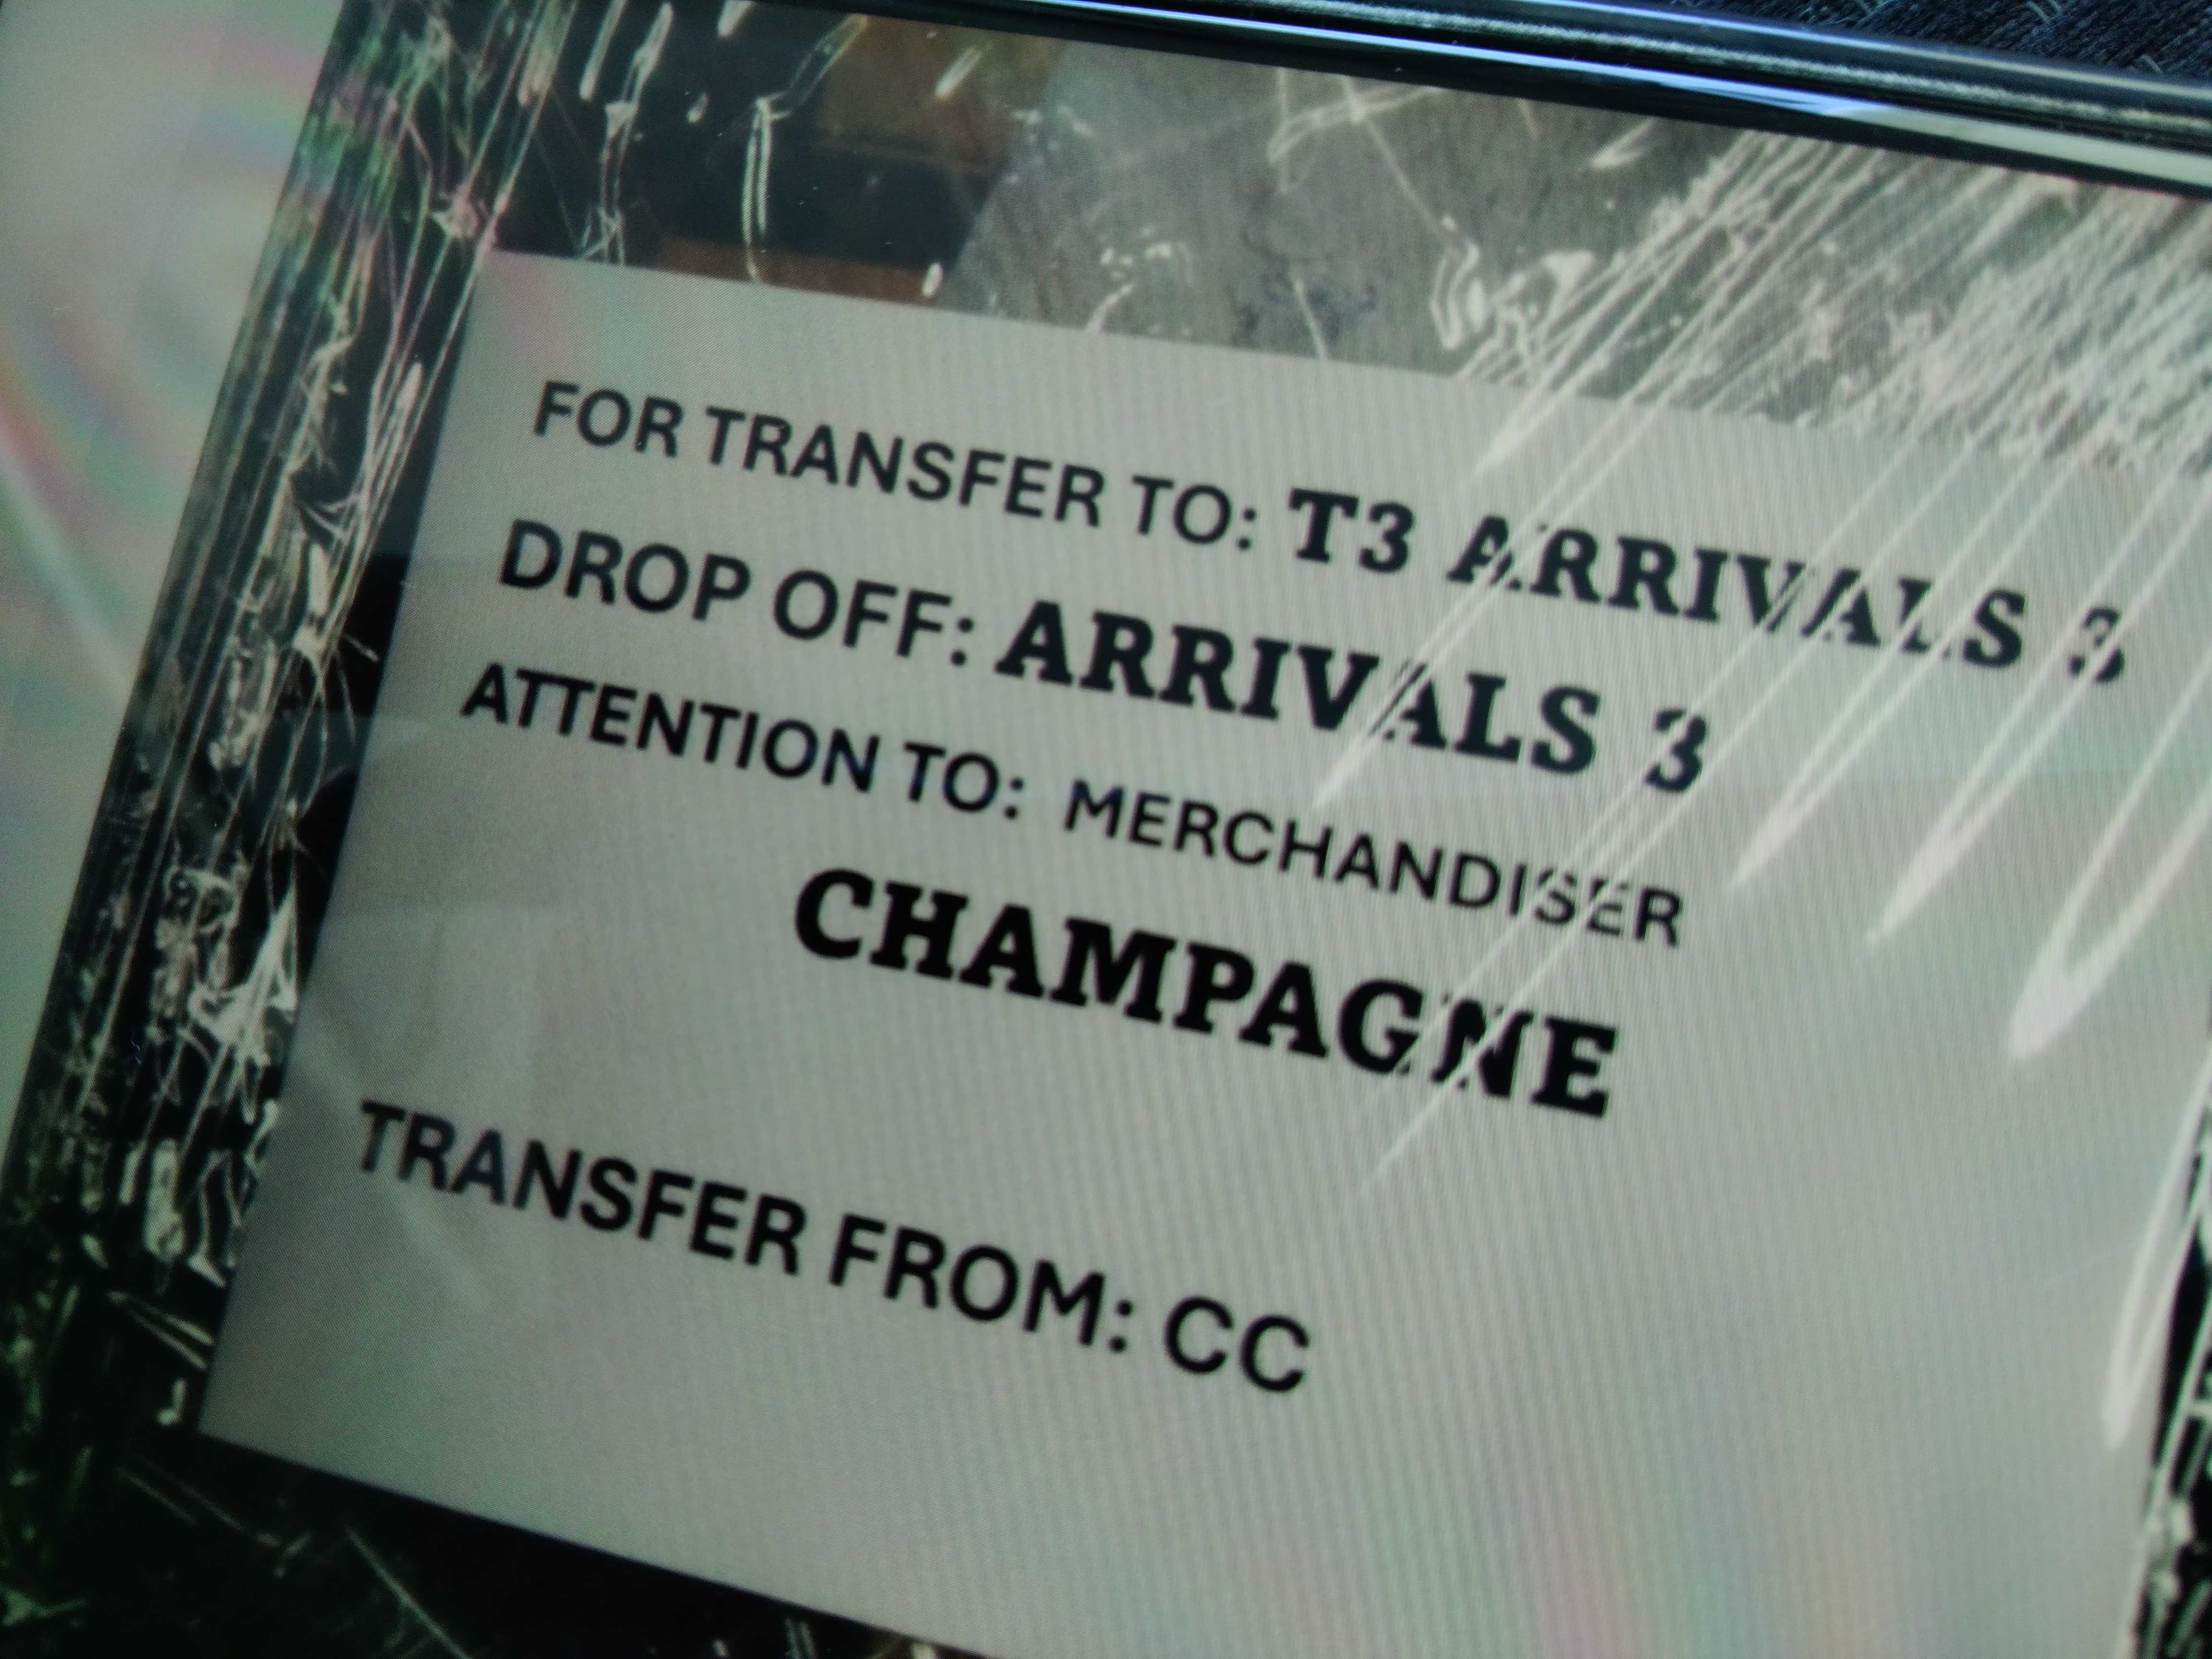 FOR TRANSFER TO: T3 ARRIVALS 3
DROP OFF: ARRIVALS 3
ATTENTION TO: MERCHANDISER
CHAMPAGNE
TRANSFER FROM: CC